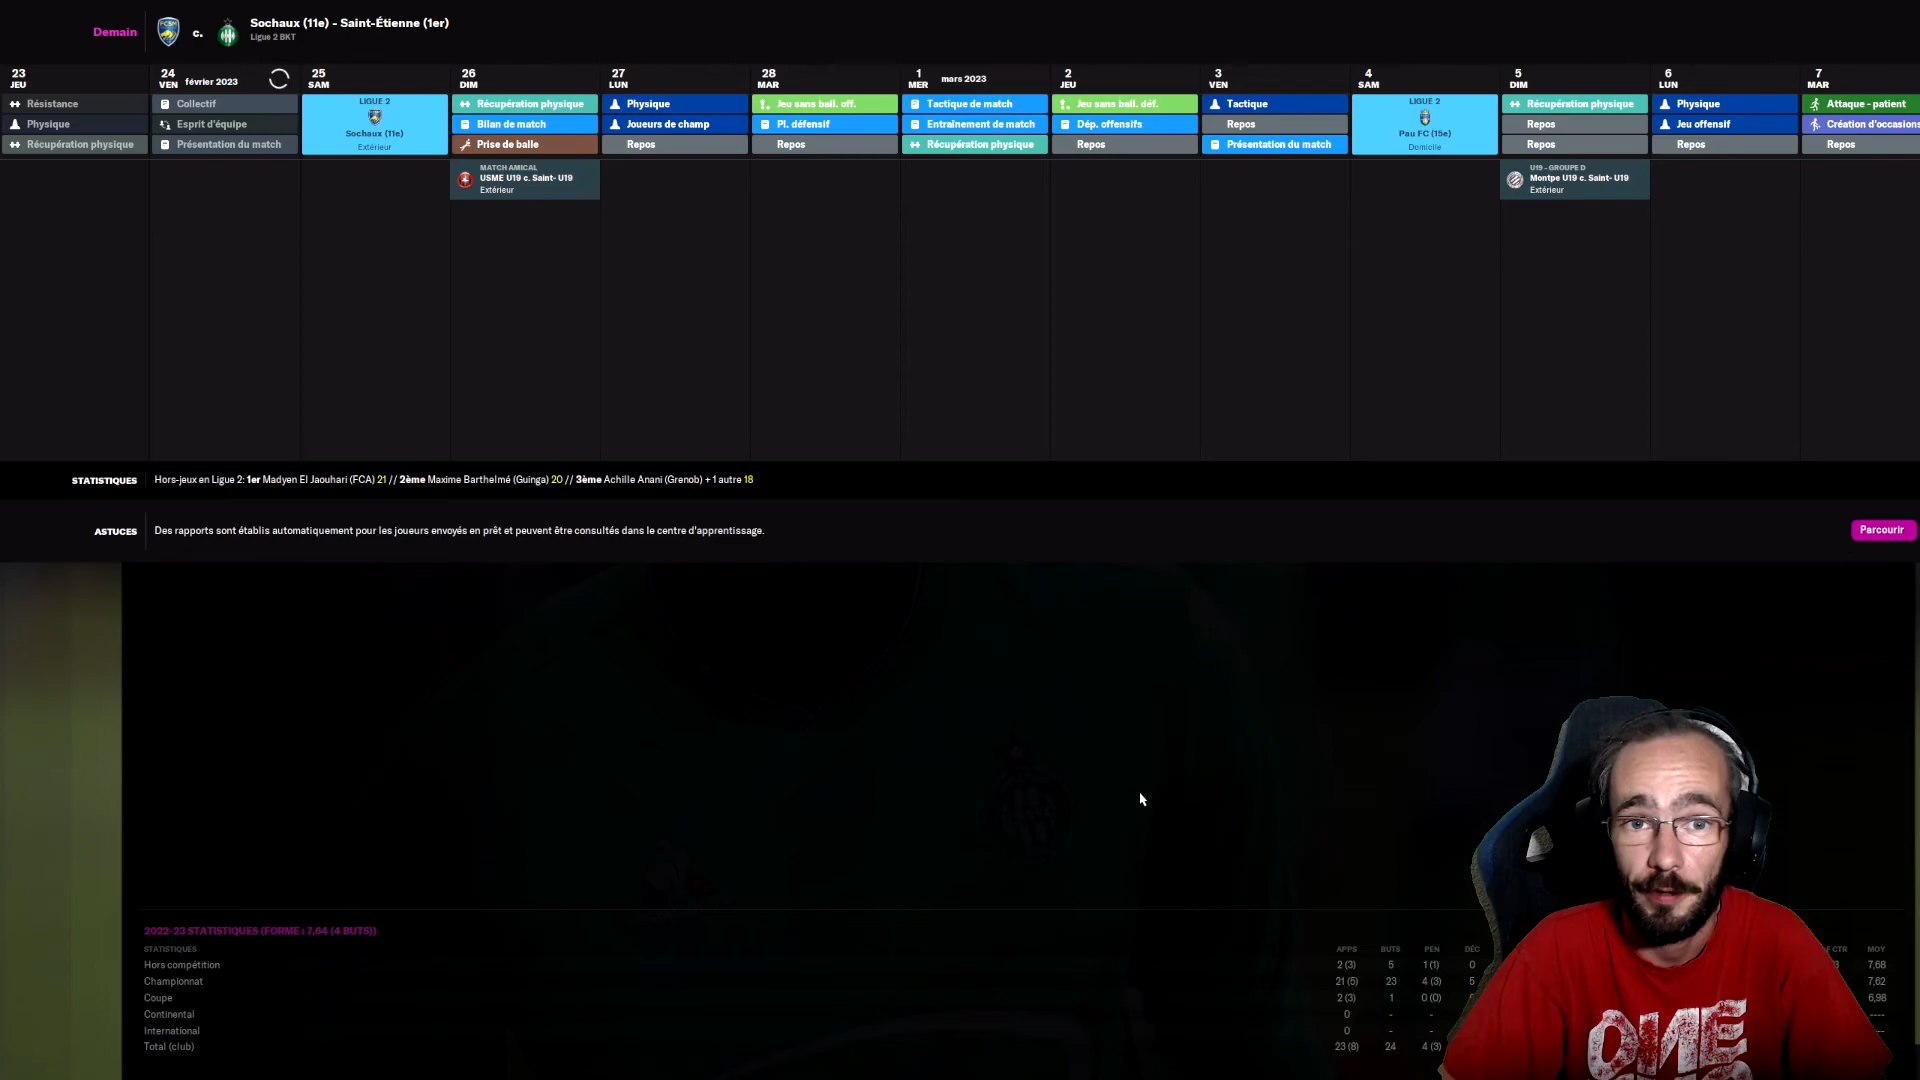 Demain
c.
Sochaux (11e) - Saint-Étienne (1er)
Ligue 2 BKT
23
JEU
24
VEN
février 2023
25
SAM
26
DIM
27
LUN
28
MAR
1
MER
mars 2023
2
JEU
3
VEN
4
SAM
5
DIM
6
LUN
7
MAR
Résistance
Physique
Récupération physique
Collectif
Esprit d'équipe
Présentation du match
LIGUE 2
Sochaux (11e)
Extérieur
Récupération physique
Bilan de match
Prise de balle
Physique
Joueurs de champ
Repos
Jeu sans ball. off.
Pl. défensif
Repos
Tactique de match
Entraînement de match
Récupération physique
Jeu sans ball. déf.
Dép. offensifs
Repos
Tactique
Repos
Présentation du match
LIGUE 2
Pau FC (15e)
Domicile
Récupération physique
Repos
Repos
Physique
Jeu offensif
Repos
Attaque - patient
Création d'occasions
Repos
MATCH AMICAL
USME U19 c. Saint- U19
Extérieur
U19 - GROUPE D
Montpe U19 c. Saint- U19
Extérieur
STATISTIQUES
Hors-jeux en Ligue 2: 1er Madyen El Jaouhari (FCA) 21 // 2ème Maxime Barthelmé (Guinga) 20 // 3ème Achille Anani (Grenob) + 1 autre 18
ASTUCES
Des rapports sont établis automatiquement pour les joueurs envoyés en prêt et peuvent être consultés dans le centre d'apprentissage.
Parcourir
2022-23 STATISTIQUES (FORME : 7,64 (4 BUTS))
STATISTIQUES APPS BUTS PEN DÉC F CTR MOY
Hors compétition 2 (3) 5 1 (1) 0 3 7,68
Championnat 21 (5) 23 4 (3) 5 7,62
Coupe 2 (3) 1 0 (0) 6,98
Continental 0 - - ----
International 0 - -
Total (club) 23 (8) 24 4 (3)
ONE